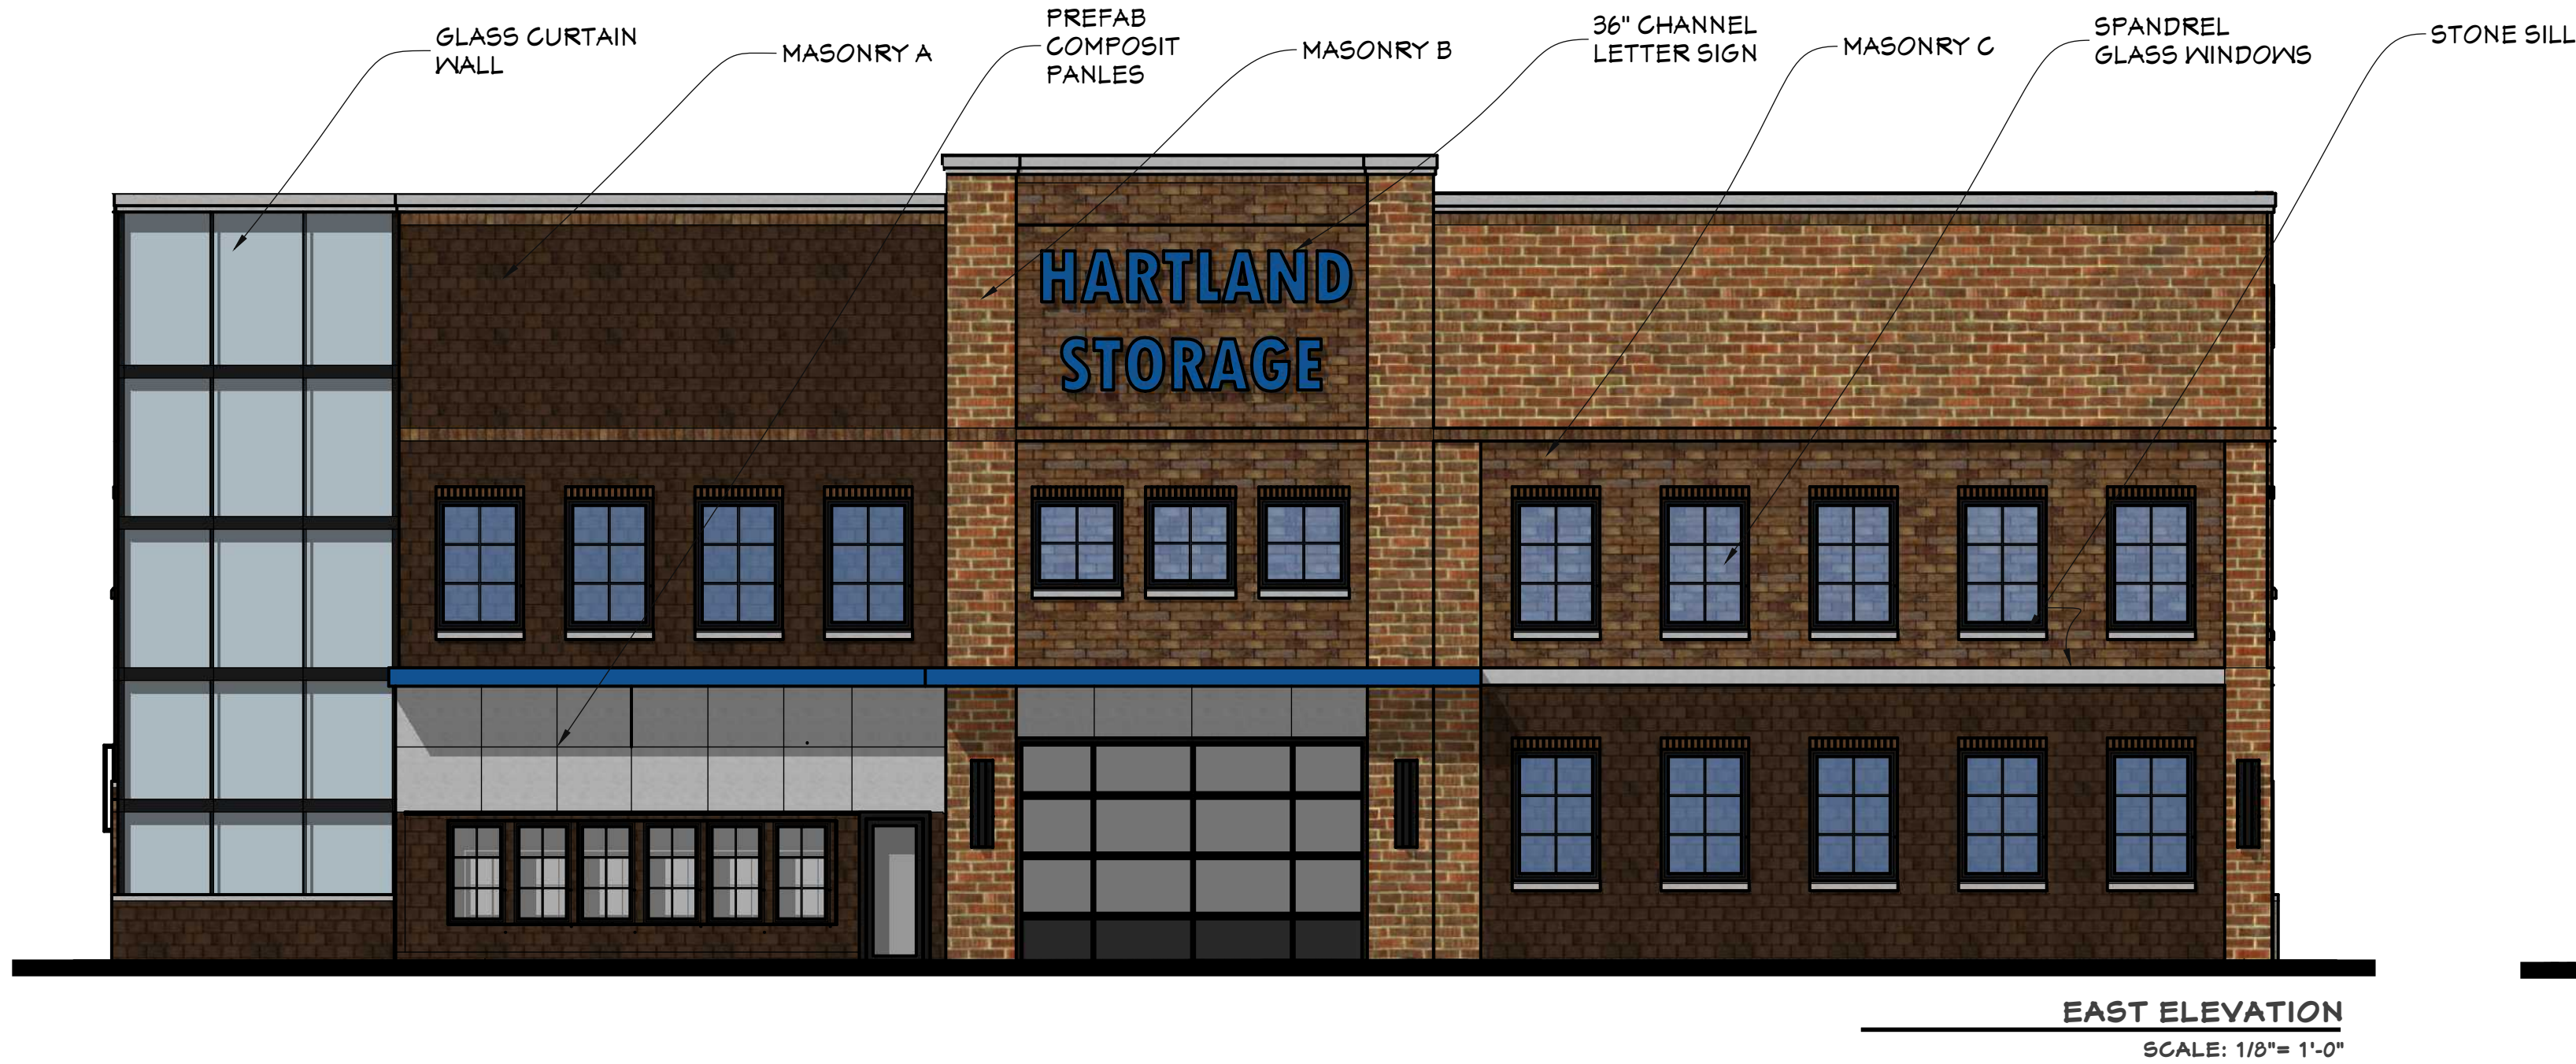 GLASS CURTAIN
WALL
MASONRY A
PREFAB
COMPOSIT
PANLES
MASONRY B
36" CHANNEL
LETTER SIGN
MASONRY C
SPANDREL
GLASS WINDOWS
STONE SILL
HARTLAND
STORAGE
EAST ELEVATION
SCALE: 1/8"= 1'-0"